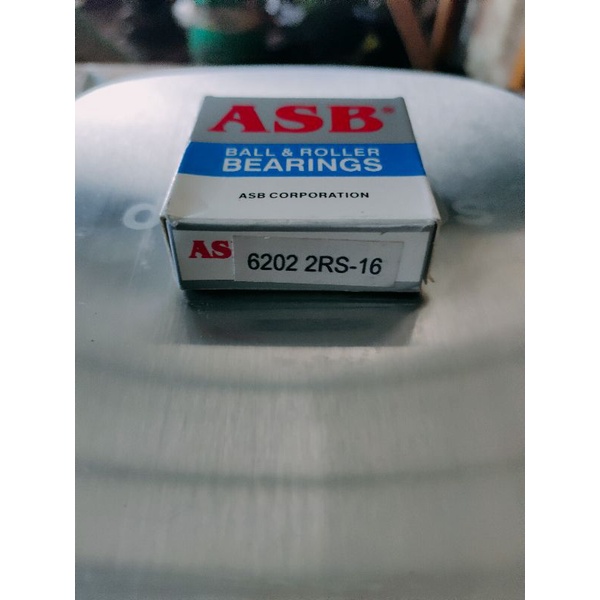 ASB®
BALL & ROLLER
BEARINGS
ASB CORPORATION
AS
6202 2RS-16